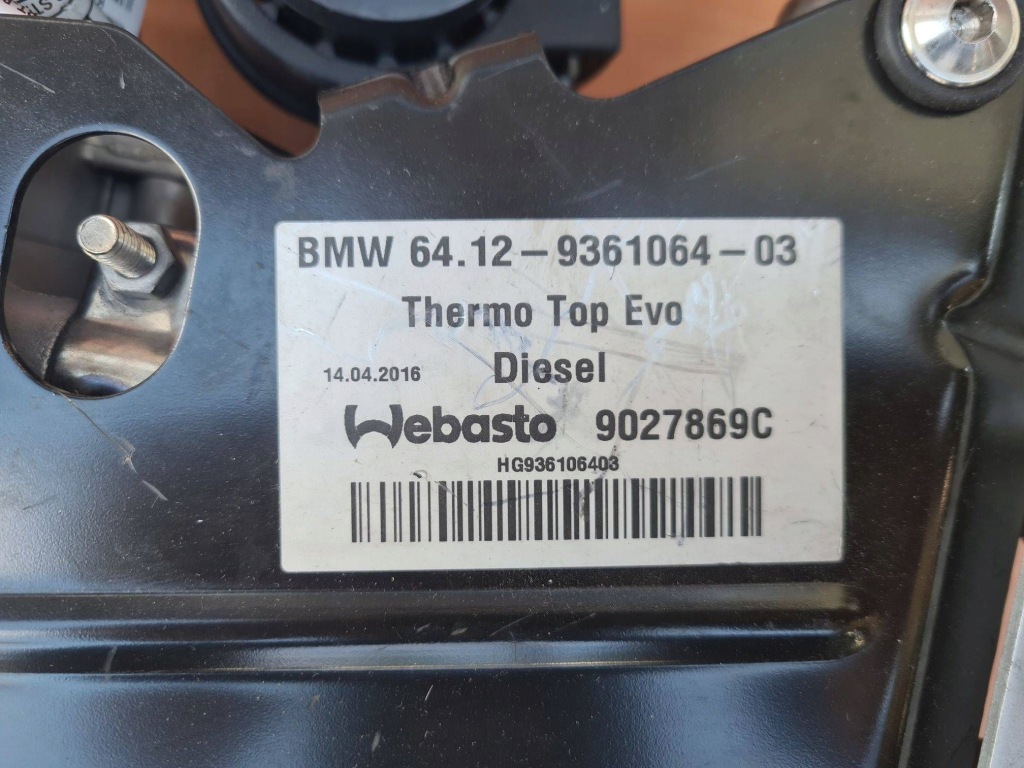 BMW 64.12-9361064-03
Thermo Top Evo
Diesel
14.04.2016
Webasto 9027869C
HG936106403